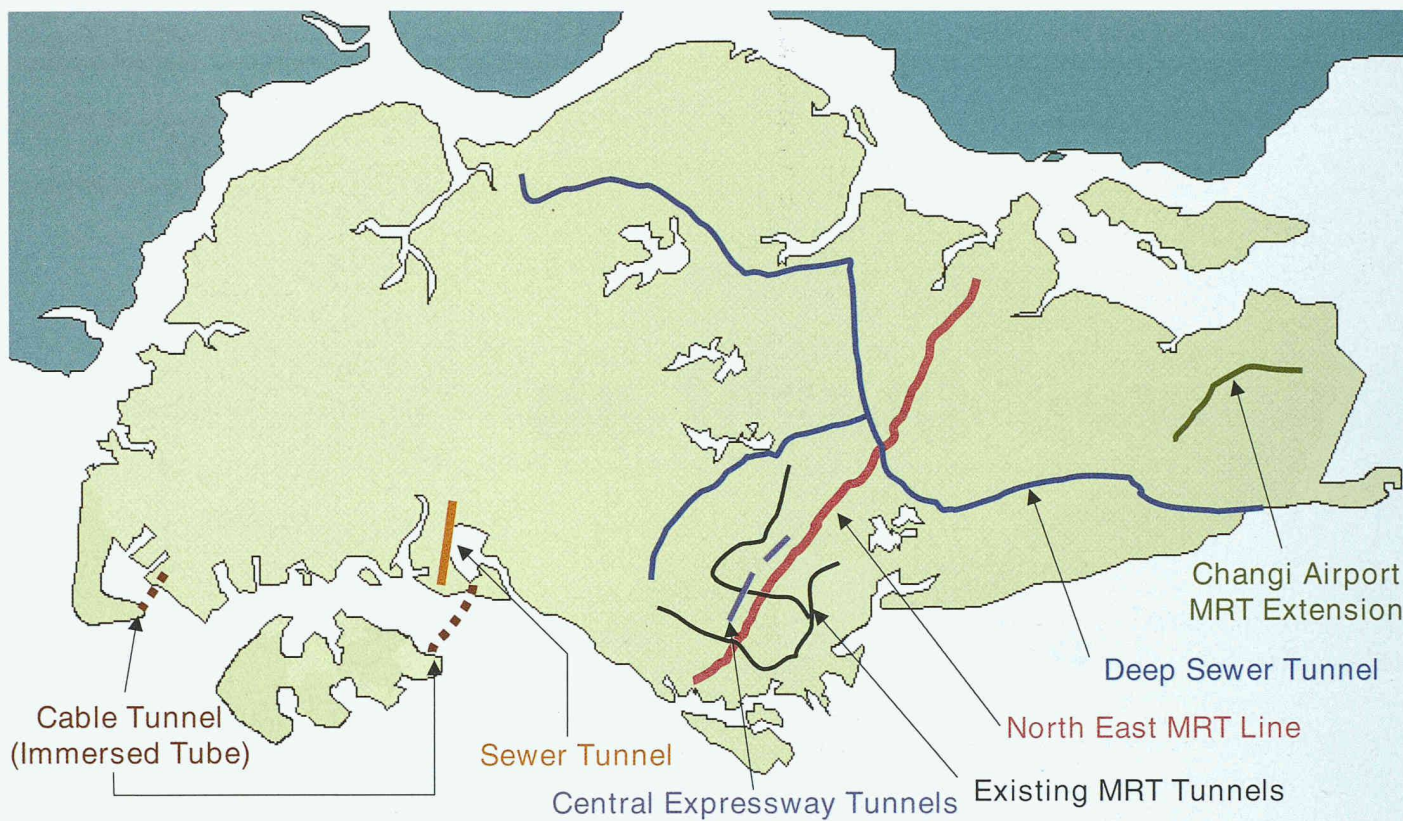 Changi Airport
MRT Extension
Deep Sewer Tunnel
North East MRT Line
Existing MRT Tunnels
Central Expressway Tunnels
Sewer Tunnel
Cable Tunnel
(Immersed Tube)